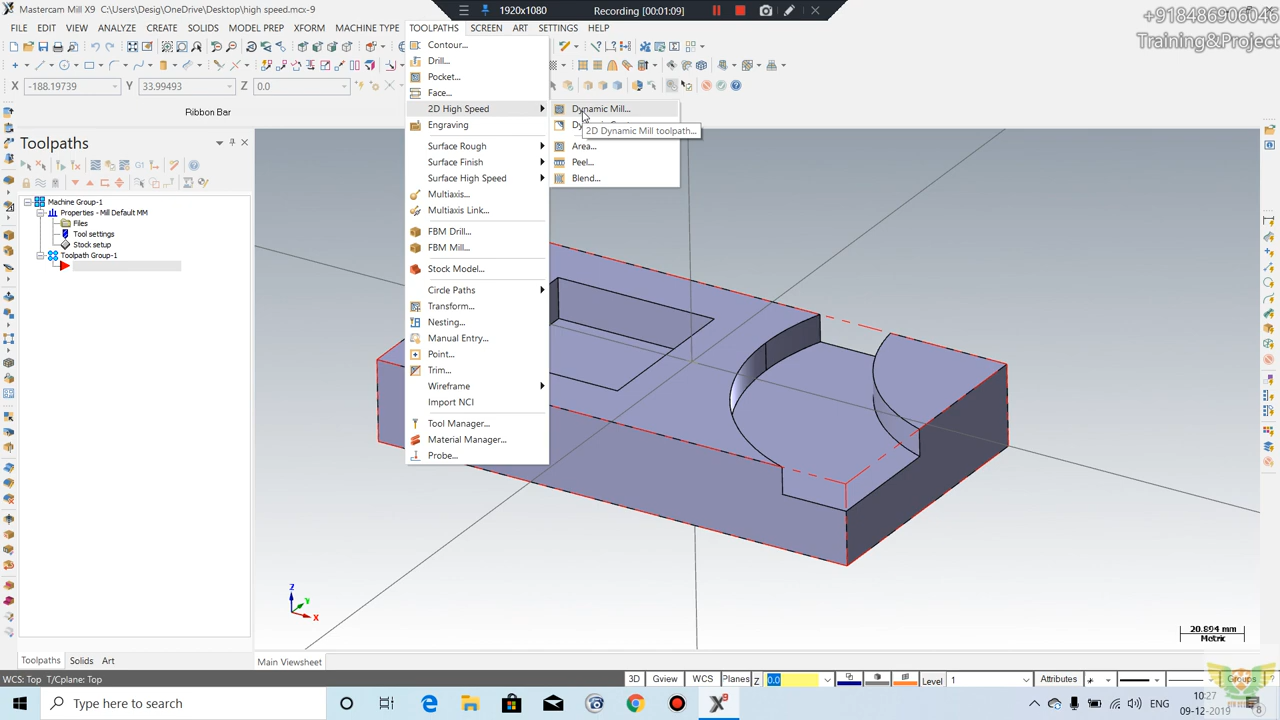 1920x1080
Recording [00:01:09]
+91 8486906046
Training&Project
Mastercam Mill X9 C:\Users\Desig\OneDrive\Desktop\high speed.mcx-9
FILE EDIT VIEW ANALYZE CREATE SOLIDS MODEL PREP XFORM MACHINE TYPE TOOLPATHS SCREEN ART SETTINGS HELP
X -188.19739 Y 33.99493 Z 0.0
Ribbon Bar
Toolpaths
Machine Group-1
Properties - Mill Default MM
Files
Tool settings
Stock setup
Toolpath Group-1
Contour...
Drill...
Pocket...
Face...
2D High Speed
Engraving
Surface Rough
Surface Finish
Surface High Speed
Multiaxis...
Multiaxis Link...
FBM Drill...
FBM Mill...
Stock Model...
Circle Paths
Transform...
Nesting...
Manual Entry...
Point...
Trim...
Wireframe
Import NCI
Tool Manager...
Material Manager...
Probe...
Dynamic Mill...
2D Dynamic Mill toolpath...
Area...
Peel...
Blend...
Z
Y
X
20.894 mm
Metric
Toolpaths Solids Art
Main Viewsheet
WCS: Top T/Cplane: Top
3D Gview WCS Planes Z 0.0 Level 1 Attributes Groups ?
Type here to search
ENG
10:27
09-12-2019
8